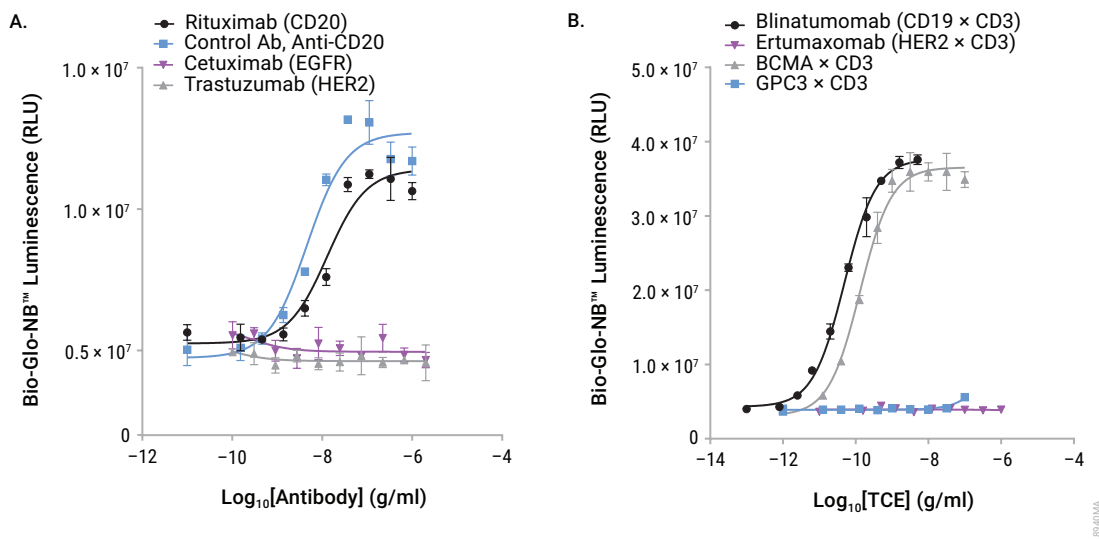 A.
Rituximab (CD20)
Control Ab, Anti-CD20
Cetuximab (EGFR)
Trastuzumab (HER2)
Bio-Glo-NB™ Luminescence (RLU)
1.0 × 10⁷
1.0 × 10⁷
0.5 × 10⁷
0
−12 −10 −8 −6 −4
Log₁₀[Antibody] (g/ml)
B.
Blinatumomab (CD19 × CD3)
Ertumaxomab (HER2 × CD3)
BCMA × CD3
GPC3 × CD3
Bio-Glo-NB™ Luminescence (RLU)
5.0 × 10⁷
4.0 × 10⁷
3.0 × 10⁷
2.0 × 10⁷
1.0 × 10⁷
0
−14 −12 −10 −8 −6 −4
Log₁₀[TCE] (g/ml)
8940MA